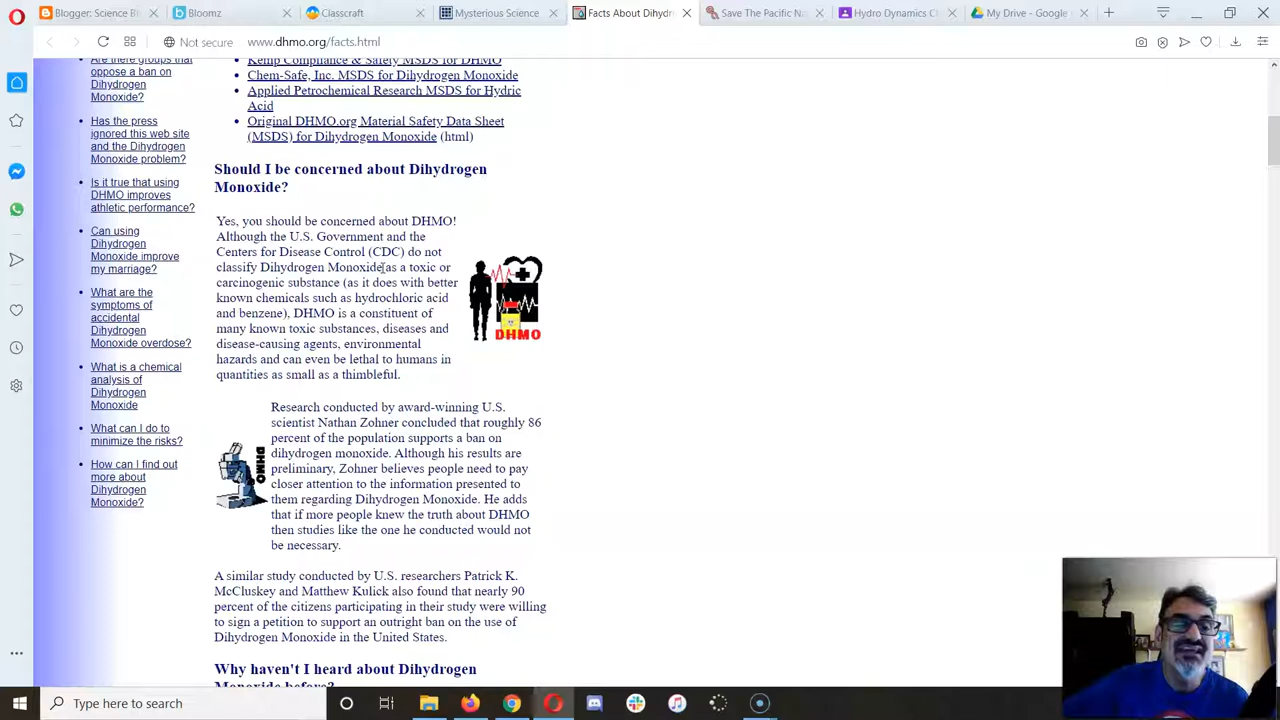 Blogger: Science Bl
Bloomz
Classcraft
Mysterious Science
Facts About Dihydr
Save The Pacific No
Hydro Dynamics Cl
My Drive - Google
Not secure
www.dhmo.org/facts.html
Are there groups that
oppose a ban on
Dihydrogen
Monoxide?
Has the press
ignored this web site
and the Dihydrogen
Monoxide problem?
Is it true that using
DHMO improves
athletic performance?
Can using
Dihydrogen
Monoxide improve
my marriage?
What are the
symptoms of
accidental
Dihydrogen
Monoxide overdose?
What is a chemical
analysis of
Dihydrogen
Monoxide
What can I do to
minimize the risks?
How can I find out
more about
Dihydrogen
Monoxide?
Kemp Compliance & Safety MSDS for DHMO
Chem-Safe, Inc. MSDS for Dihydrogen Monoxide
Applied Petrochemical Research MSDS for Hydric
Acid
Original DHMO.org Material Safety Data Sheet
(MSDS) for Dihydrogen Monoxide (html)
Should I be concerned about Dihydrogen
Monoxide?
Yes, you should be concerned about DHMO!
Although the U.S. Government and the
Centers for Disease Control (CDC) do not
classify Dihydrogen Monoxide as a toxic or
carcinogenic substance (as it does with better
known chemicals such as hydrochloric acid
and benzene), DHMO is a constituent of
many known toxic substances, diseases and
disease-causing agents, environmental
hazards and can even be lethal to humans in
quantities as small as a thimbleful.
DHMO
Research conducted by award-winning U.S.
scientist Nathan Zohner concluded that roughly 86
percent of the population supports a ban on
dihydrogen monoxide. Although his results are
preliminary, Zohner believes people need to pay
closer attention to the information presented to
them regarding Dihydrogen Monoxide. He adds
that if more people knew the truth about DHMO
then studies like the one he conducted would not
be necessary.
DHMO
A similar study conducted by U.S. researchers Patrick K.
McCluskey and Matthew Kulick also found that nearly 90
percent of the citizens participating in their study were willing
to sign a petition to support an outright ban on the use of
Dihydrogen Monoxide in the United States.
Why haven't I heard about Dihydrogen
Monoxide before?
Type here to search